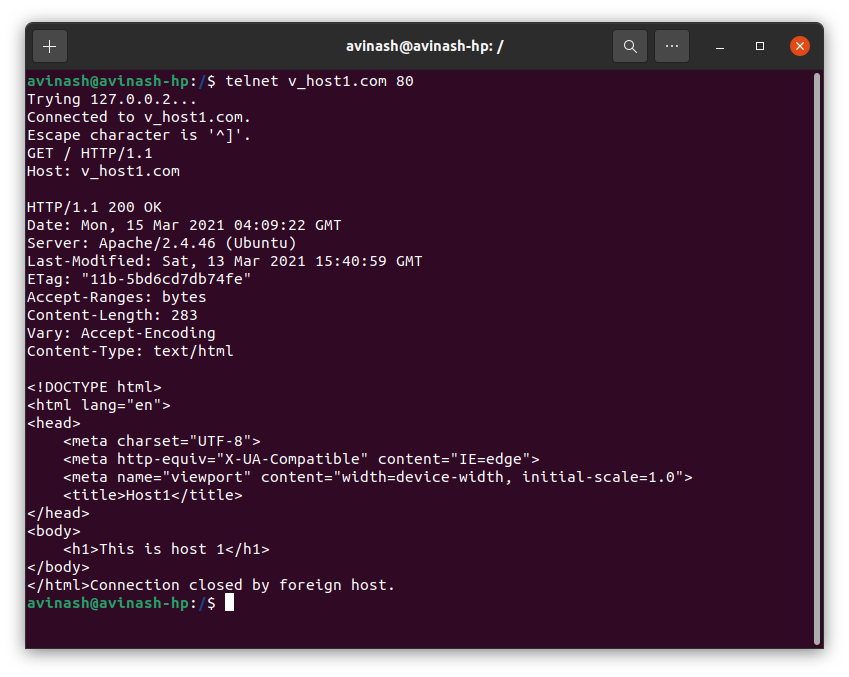 avinash@avinash-hp: /
avinash@avinash-hp:/$ telnet v_host1.com 80
Trying 127.0.0.2...
Connected to v_host1.com.
Escape character is '^]'.
GET / HTTP/1.1
Host: v_host1.com

HTTP/1.1 200 OK
Date: Mon, 15 Mar 2021 04:09:22 GMT
Server: Apache/2.4.46 (Ubuntu)
Last-Modified: Sat, 13 Mar 2021 15:40:59 GMT
ETag: "11b-5bd6cd7db74fe"
Accept-Ranges: bytes
Content-Length: 283
Vary: Accept-Encoding
Content-Type: text/html

<!DOCTYPE html>
<html lang="en">
<head>
    <meta charset="UTF-8">
    <meta http-equiv="X-UA-Compatible" content="IE=edge">
    <meta name="viewport" content="width=device-width, initial-scale=1.0">
    <title>Host1</title>
</head>
<body>
    <h1>This is host 1</h1>
</body>
</html>Connection closed by foreign host.
avinash@avinash-hp:/$